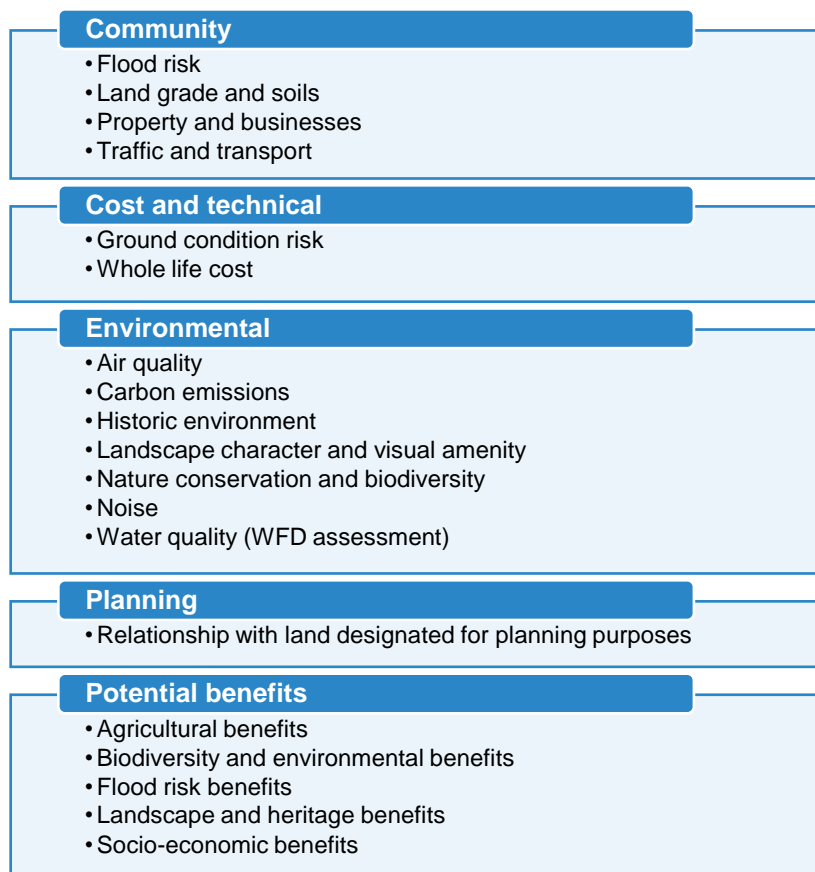 Community
• Flood risk
• Land grade and soils
• Property and businesses
• Traffic and transport
Cost and technical
• Ground condition risk
• Whole life cost
Environmental
• Air quality
• Carbon emissions
• Historic environment
• Landscape character and visual amenity
• Nature conservation and biodiversity
• Noise
• Water quality (WFD assessment)
Planning
• Relationship with land designated for planning purposes
Potential benefits
• Agricultural benefits
• Biodiversity and environmental benefits
• Flood risk benefits
• Landscape and heritage benefits
• Socio-economic benefits